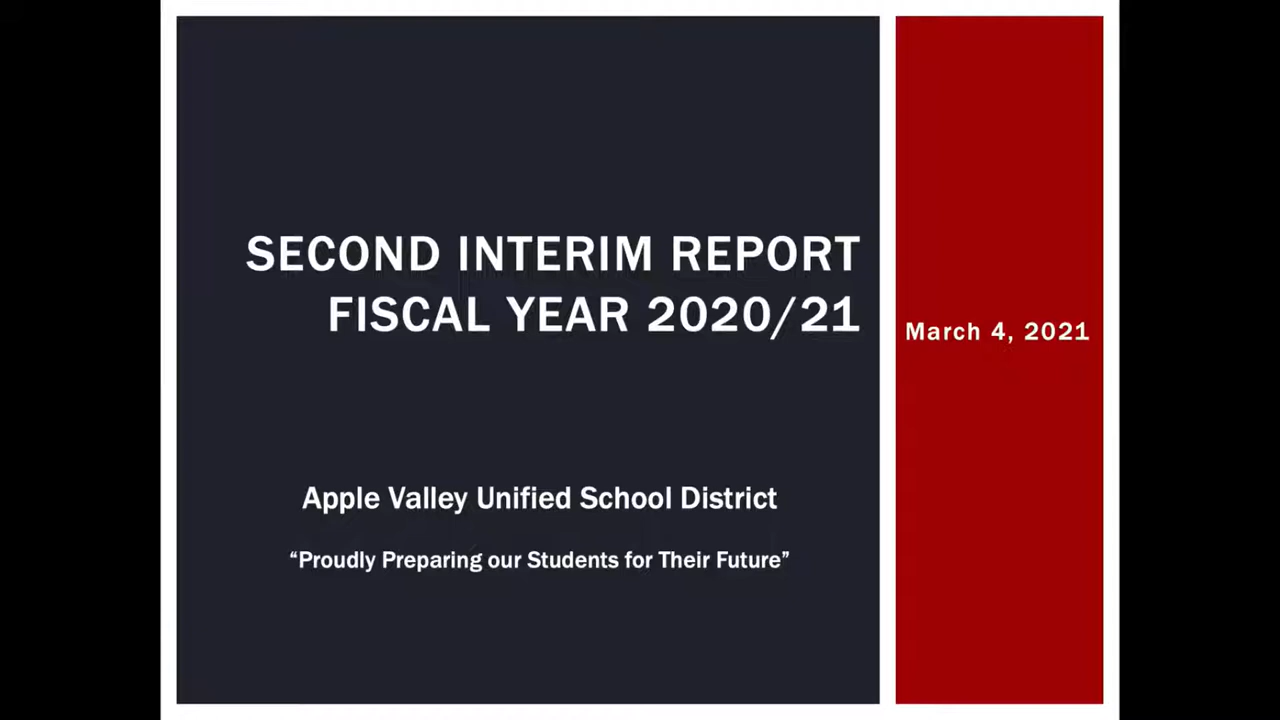 SECOND INTERIM REPORT
FISCAL YEAR 2020/21
March 4, 2021
Apple Valley Unified School District
“Proudly Preparing our Students for Their Future”